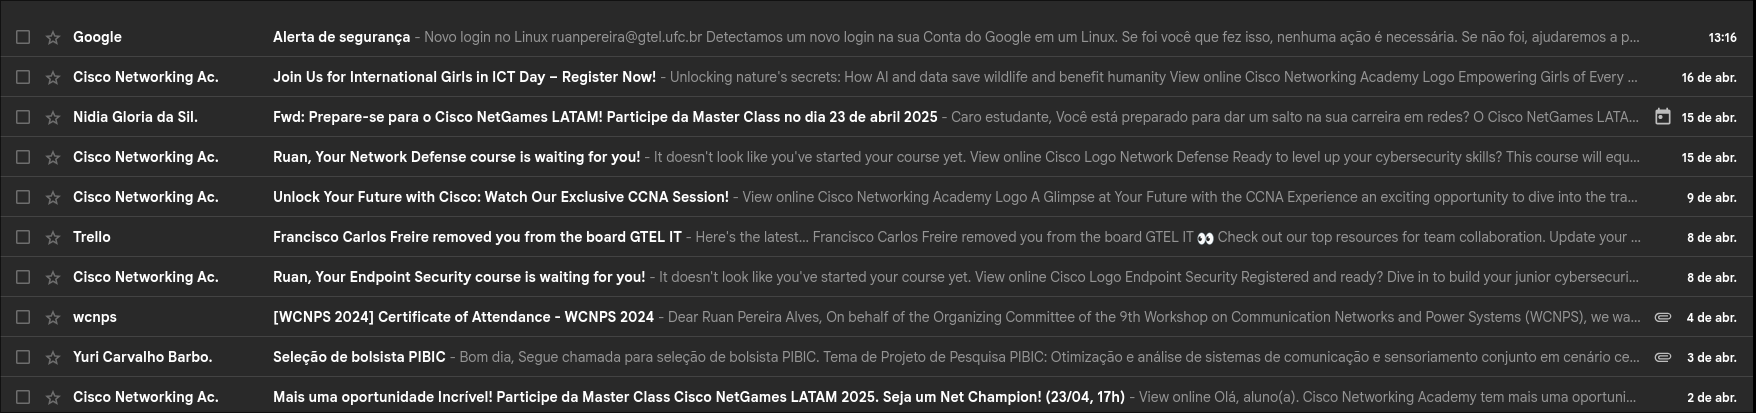 Google Alerta de segurança - Novo login no Linux ruanpereira@gtel.ufc.br Detectamos um novo login na sua Conta do Google em um Linux. Se foi você que fez isso, nenhuma ação é necessária. Se não foi, ajudaremos a p... 13:16
Cisco Networking Ac. Join Us for International Girls in ICT Day – Register Now! - Unlocking nature's secrets: How AI and data save wildlife and benefit humanity View online Cisco Networking Academy Logo Empowering Girls of Every ... 16 de abr.
Nidia Gloria da Sil. Fwd: Prepare-se para o Cisco NetGames LATAM! Participe da Master Class no dia 23 de abril 2025 - Caro estudante, Você está preparado para dar um salto na sua carreira em redes? O Cisco NetGames LATA... 15 de abr.
Cisco Networking Ac. Ruan, Your Network Defense course is waiting for you! - It doesn't look like you've started your course yet. View online Cisco Logo Network Defense Ready to level up your cybersecurity skills? This course will equ... 15 de abr.
Cisco Networking Ac. Unlock Your Future with Cisco: Watch Our Exclusive CCNA Session! - View online Cisco Networking Academy Logo A Glimpse at Your Future with the CCNA Experience an exciting opportunity to dive into the tra... 9 de abr.
Trello Francisco Carlos Freire removed you from the board GTEL IT - Here's the latest... Francisco Carlos Freire removed you from the board GTEL IT 👀 Check out our top resources for team collaboration. Update your ... 8 de abr.
Cisco Networking Ac. Ruan, Your Endpoint Security course is waiting for you! - It doesn't look like you've started your course yet. View online Cisco Logo Endpoint Security Registered and ready? Dive in to build your junior cybersecuri... 8 de abr.
wcnps [WCNPS 2024] Certificate of Attendance - WCNPS 2024 - Dear Ruan Pereira Alves, On behalf of the Organizing Committee of the 9th Workshop on Communication Networks and Power Systems (WCNPS), we wa... 4 de abr.
Yuri Carvalho Barbo. Seleção de bolsista PIBIC - Bom dia, Segue chamada para seleção de bolsista PIBIC. Tema de Projeto de Pesquisa PIBIC: Otimização e análise de sistemas de comunicação e sensoriamento conjunto em cenário ce... 3 de abr.
Cisco Networking Ac. Mais uma oportunidade Incrível! Participe da Master Class Cisco NetGames LATAM 2025. Seja um Net Champion! (23/04, 17h) - View online Olá, aluno(a). Cisco Networking Academy tem mais uma oportuni... 2 de abr.